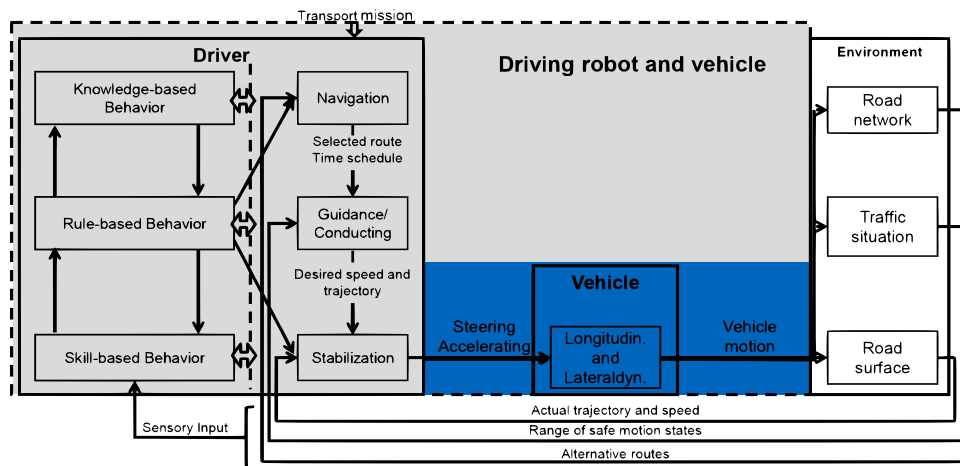 Transport mission
Driver
Driving robot and vehicle
Environment
Knowledge-based
Behavior
Navigation
Road
network
Selected route
Time schedule
Rule-based Behavior
Guidance/
Conducting
Traffic
situation
Desired speed and
trajectory
Vehicle
Skill-based Behavior
Stabilization
Steering
Accelerating
Longitudin.
and
Lateraldyn.
Vehicle
motion
Road
surface
Actual trajectory and speed
Sensory Input
Range of safe motion states
Alternative routes